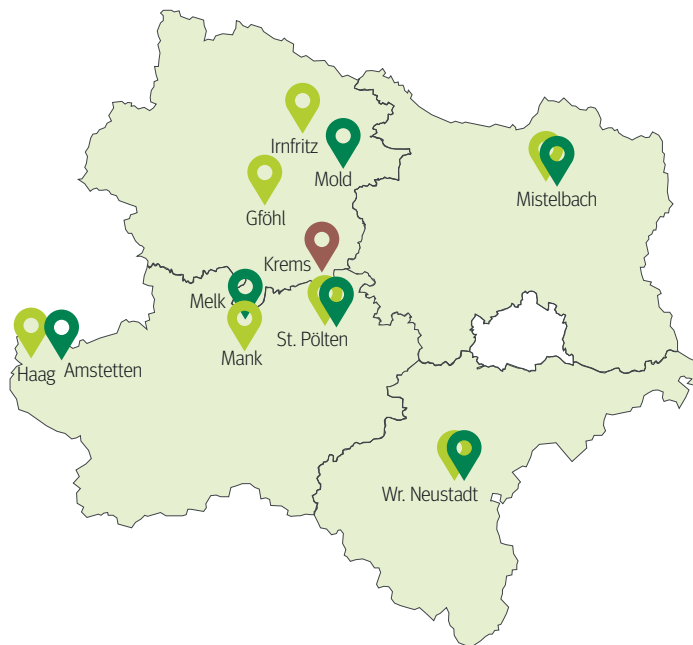 Irnfritz
Mold
Mistelbach
Gföhl
Krems
Melk
St. Pölten
Mank
Haag
Amstetten
Wr. Neustadt